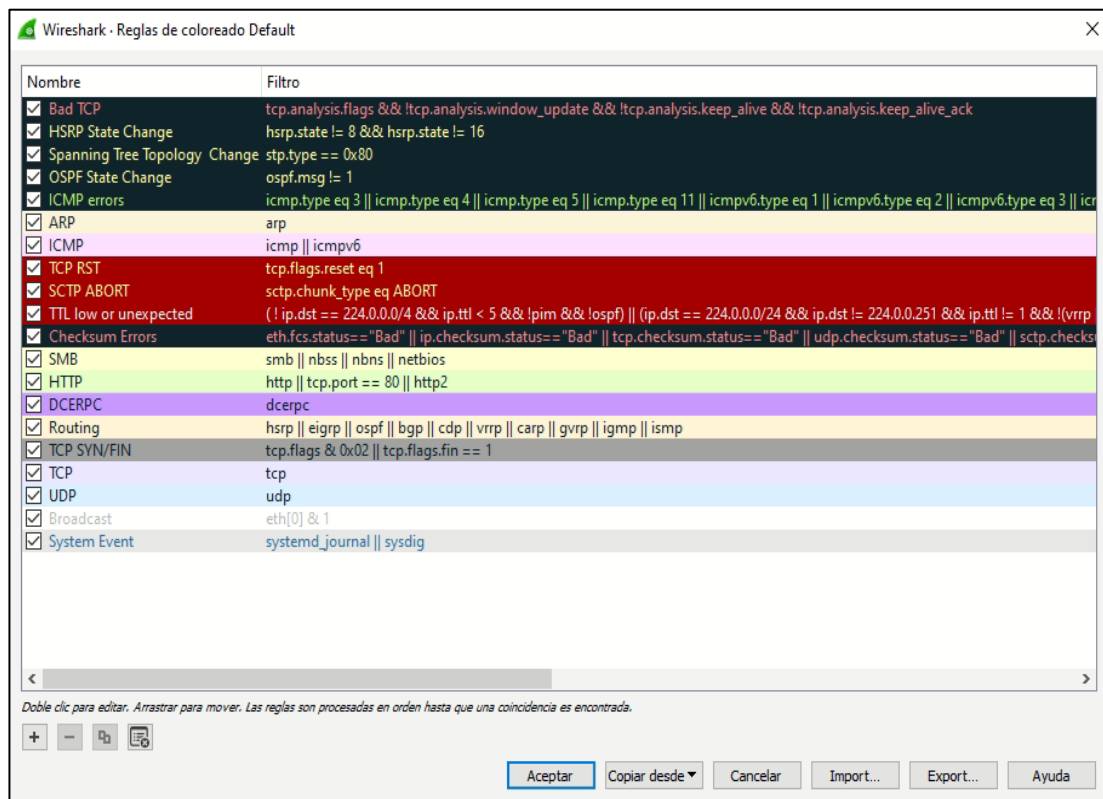 Wireshark · Reglas de coloreado Default
Nombre Filtro
Bad TCP tcp.analysis.flags && !tcp.analysis.window_update && !tcp.analysis.keep_alive && !tcp.analysis.keep_alive_ack
HSRP State Change hsrp.state != 8 && hsrp.state != 16
Spanning Tree Topology Change stp.type == 0x80
OSPF State Change ospf.msg != 1
ICMP errors icmp.type eq 3 || icmp.type eq 4 || icmp.type eq 5 || icmp.type eq 11 || icmpv6.type eq 1 || icmpv6.type eq 2 || icmpv6.type eq 3 || icr
ARP arp
ICMP icmp || icmpv6
TCP RST tcp.flags.reset eq 1
SCTP ABORT sctp.chunk_type eq ABORT
TTL low or unexpected ( ! ip.dst == 224.0.0.0/4 && ip.ttl < 5 && !pim && !ospf) || (ip.dst == 224.0.0.0/24 && ip.dst != 224.0.0.251 && ip.ttl != 1 && !(vrrp
Checksum Errors eth.fcs.status=="Bad" || ip.checksum.status=="Bad" || tcp.checksum.status=="Bad" || udp.checksum.status=="Bad" || sctp.checks
SMB smb || nbss || nbns || netbios
HTTP http || tcp.port == 80 || http2
DCERPC dcerpc
Routing hsrp || eigrp || ospf || bgp || cdp || vrrp || carp || gvrp || igmp || ismp
TCP SYN/FIN tcp.flags & 0x02 || tcp.flags.fin == 1
TCP tcp
UDP udp
Broadcast eth[0] & 1
System Event systemd_journal || sysdig
Doble clic para editar. Arrastrar para mover. Las reglas son procesadas en orden hasta que una coincidencia es encontrada.
Aceptar Copiar desde Cancelar Import... Export... Ayuda